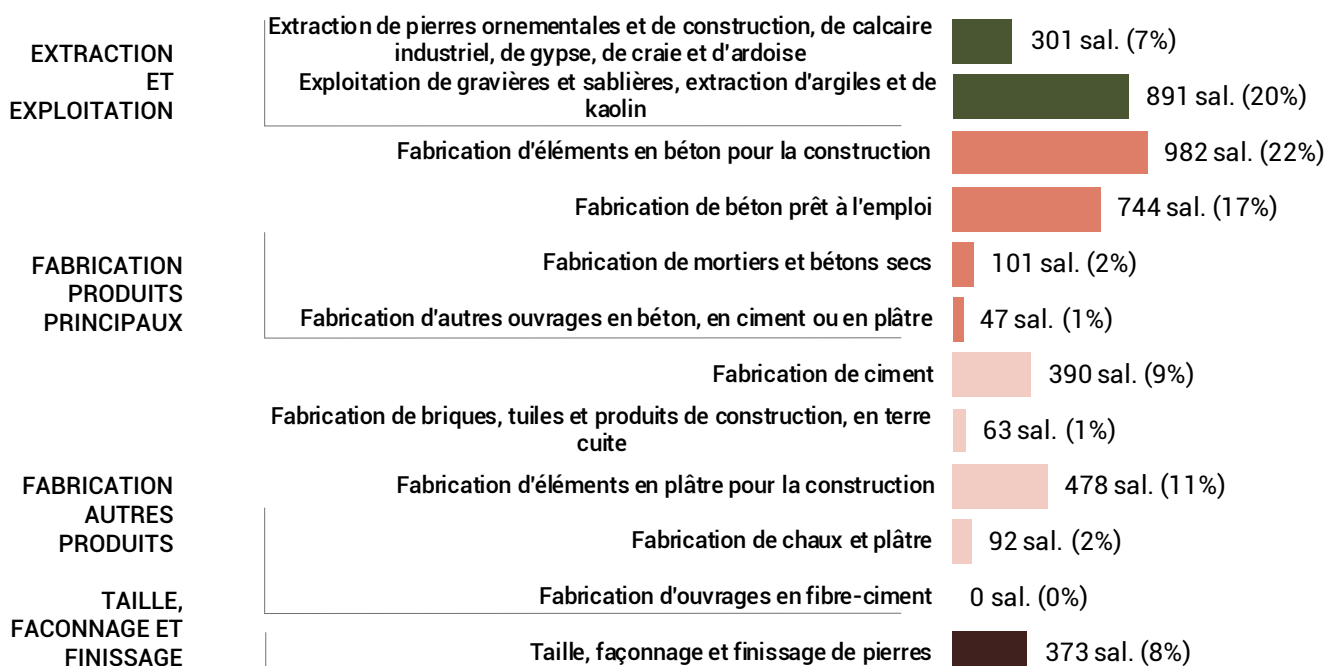 EXTRACTION
ET
EXPLOITATION
Extraction de pierres ornementales et de construction, de calcaire
industriel, de gypse, de craie et d'ardoise
301 sal. (7%)
Exploitation de gravières et sablières, extraction d'argiles et de
kaolin
891 sal. (20%)
Fabrication d'éléments en béton pour la construction
982 sal. (22%)
Fabrication de béton prêt à l'emploi
744 sal. (17%)
FABRICATION
PRODUITS
PRINCIPAUX
Fabrication de mortiers et bétons secs
101 sal. (2%)
Fabrication d'autres ouvrages en béton, en ciment ou en plâtre
47 sal. (1%)
Fabrication de ciment
390 sal. (9%)
Fabrication de briques, tuiles et produits de construction, en terre
cuite
63 sal. (1%)
FABRICATION
AUTRES
PRODUITS
Fabrication d'éléments en plâtre pour la construction
478 sal. (11%)
Fabrication de chaux et plâtre
92 sal. (2%)
Fabrication d'ouvrages en fibre-ciment
0 sal. (0%)
TAILLE,
FACONNAGE ET
FINISSAGE
Taille, façonnage et finissage de pierres
373 sal. (8%)